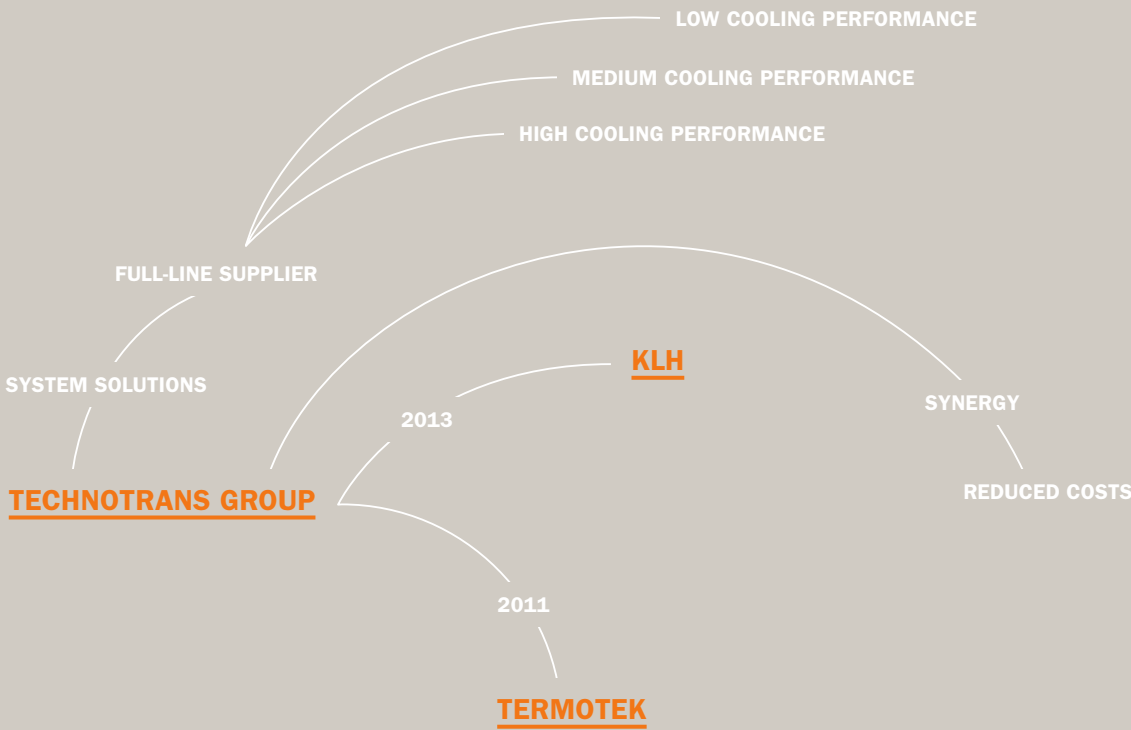 LOW COOLING PERFORMANCE
MEDIUM COOLING PERFORMANCE
HIGH COOLING PERFORMANCE
FULL-LINE SUPPLIER
KLH
SYSTEM SOLUTIONS
SYNERGY
2013
TECHNOTRANS GROUP
REDUCED COSTS
2011
TERMOTEK